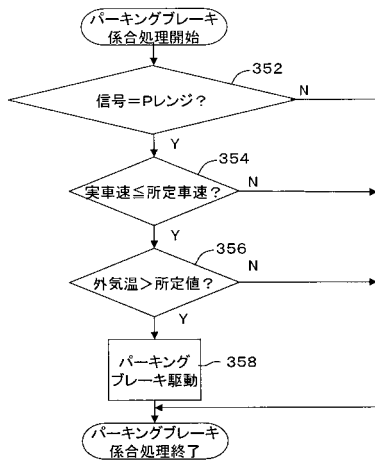 パーキングブレーキ
係合処理開始
352
信号=Pレンジ?
N
Y
354
実車速≦所定車速?
N
Y
356
外気温>所定値?
N
Y
358
パーキング
ブレーキ駆動
パーキングブレーキ
係合処理終了